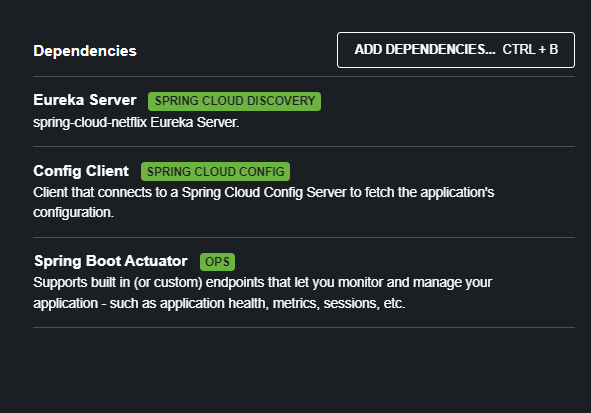 Dependencies
ADD DEPENDENCIES... CTRL + B
Eureka Server SPRING CLOUD DISCOVERY
spring-cloud-netflix Eureka Server.
Config Client SPRING CLOUD CONFIG
Client that connects to a Spring Cloud Config Server to fetch the application's
configuration.
Spring Boot Actuator OPS
Supports built in (or custom) endpoints that let you monitor and manage your
application - such as application health, metrics, sessions, etc.